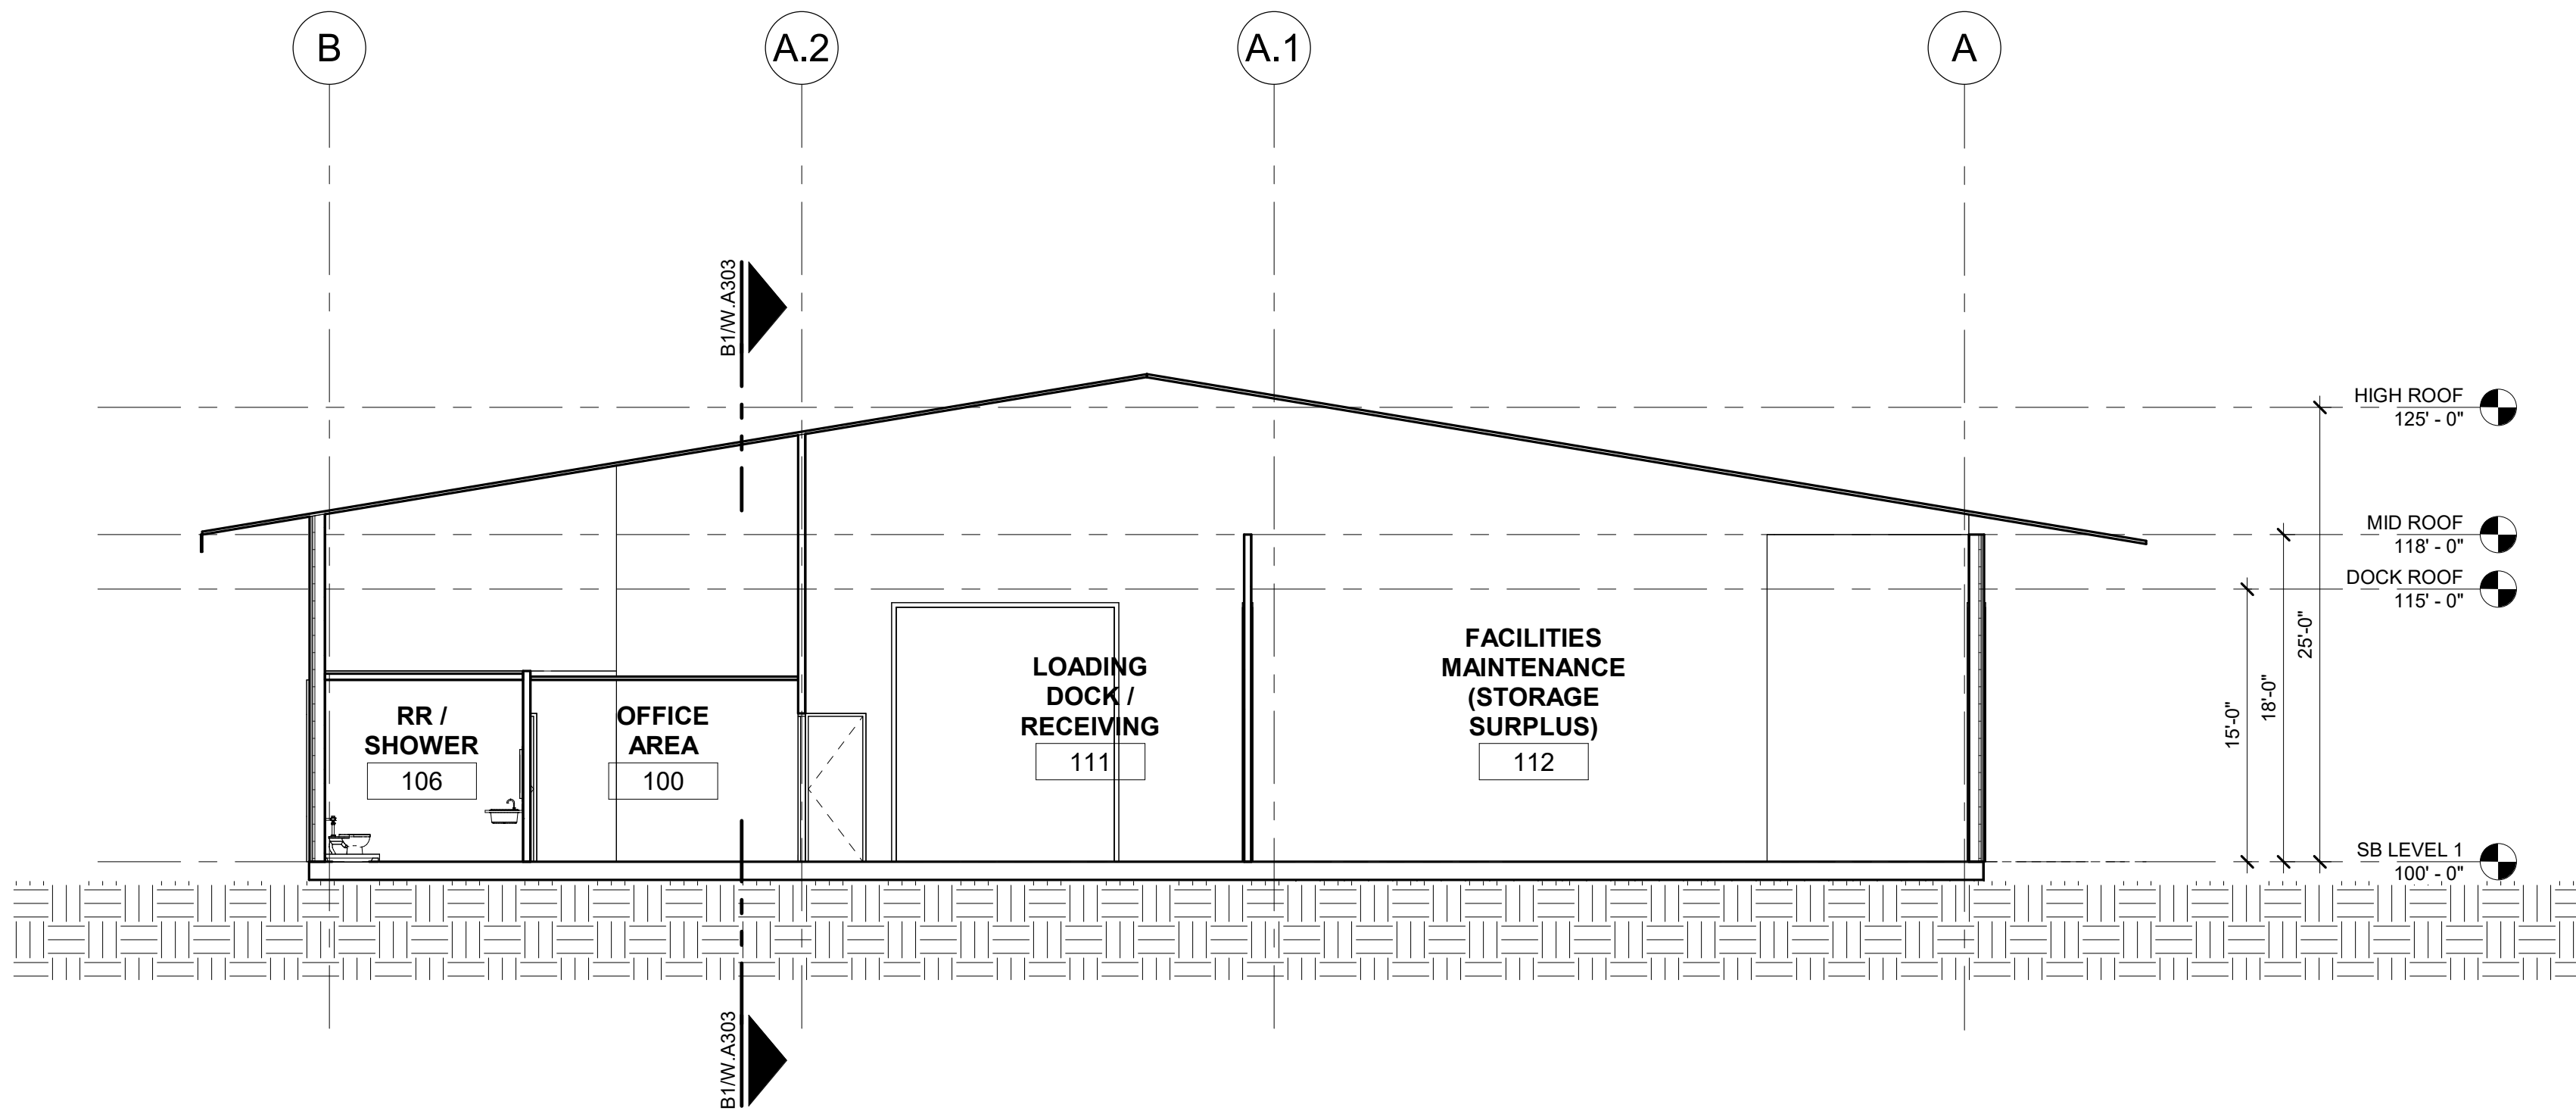 B
A.2
A.1
A
B1/W.A303
HIGH ROOF
125' - 0"
MID ROOF
118' - 0"
DOCK ROOF
115' - 0"
25'-0"
18'-0"
15'-0"
RR /
SHOWER
106
OFFICE
AREA
100
LOADING
DOCK /
RECEIVING
111
FACILITIES
MAINTENANCE
(STORAGE
SURPLUS)
112
SB LEVEL 1
100' - 0"
B1/W.A303